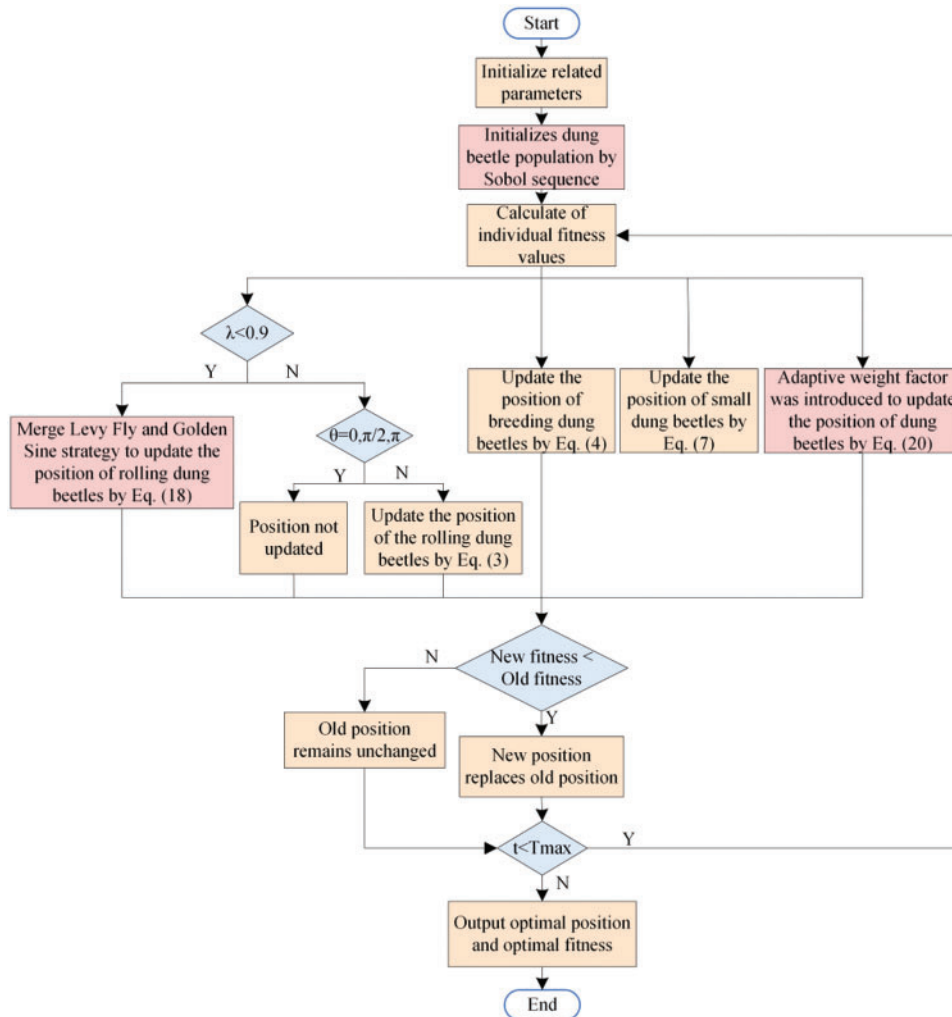 Start
Initialize related
parameters
Initializes dung
beetle population by
Sobol sequence
Calculate of
individual fitness
values
λ<0.9
Y
N
Merge Levy Fly and Golden
Sine strategy to update the
position of rolling dung
beetles by Eq. (18)
θ=0,π/2,π
Y
N
Position not
updated
Update the position
of the rolling dung
beetles by Eq. (3)
Update the
position of
breeding dung
beetles by Eq. (4)
Update the
position of small
dung beetles by
Eq. (7)
Adaptive weight factor
was introduced to update
the position of dung
beetles by Eq. (20)
New fitness <
Old fitness
N
Y
Old position
remains unchanged
New position
replaces old position
t<Tmax
Y
N
Output optimal position
and optimal fitness
End